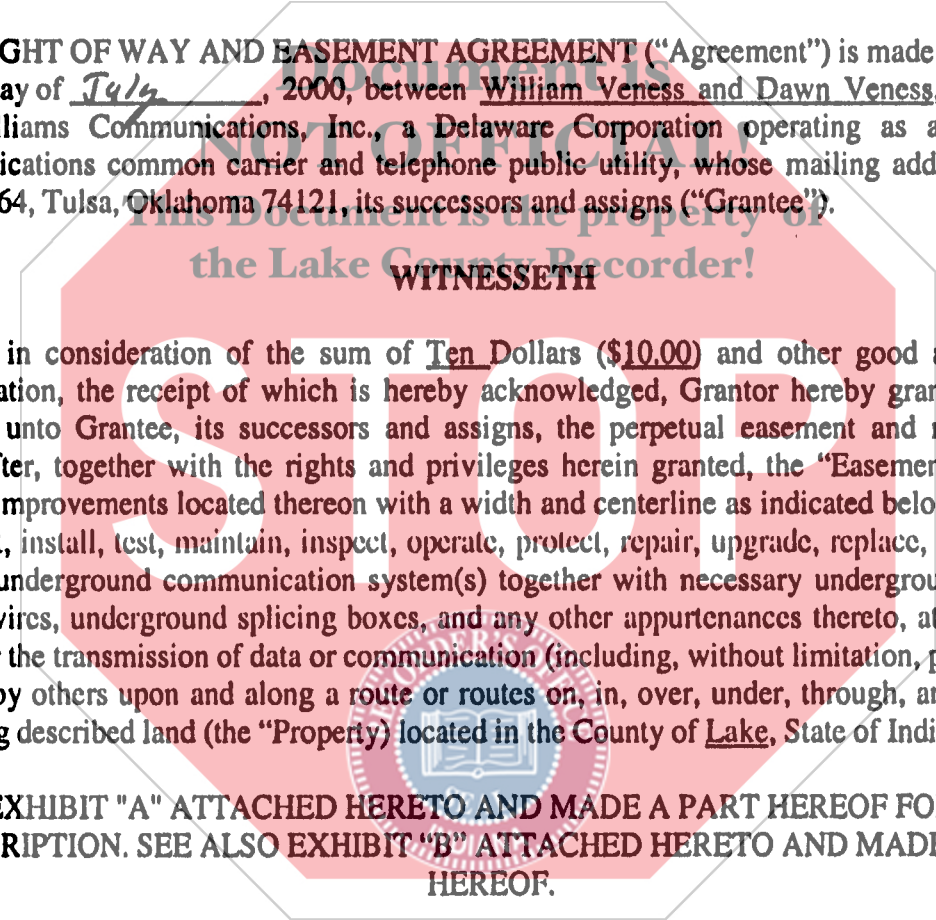 GHT OF WAY AND EASEMENT AGREEMENT ("Agreement") is made
ay of July, 2000, between William Veness and Dawn Veness,
lliams Communications, Inc., a Delaware Corporation operating as a
ications common carrier and telephone public utility, whose mailing add
64, Tulsa, Oklahoma 74121, its successors and assigns ("Grantee").
Document is
NOT OFFICIAL!
This Document is the property of
the Lake County Recorder!
WITNESSETH
in consideration of the sum of Ten Dollars ($10.00) and other good a
ation, the receipt of which is hereby acknowledged, Grantor hereby gran
unto Grantee, its successors and assigns, the perpetual easement and
fter, together with the rights and privileges herein granted, the "Easemen
mprovements located thereon with a width and centerline as indicated belo
, install, test, maintain, inspect, operate, protect, repair, upgrade, replace,
underground communication system(s) together with necessary undergrou
vires, underground splicing boxes, and any other appurtenances thereto, at
r the transmission of data or communication (including, without limitation, p
by others upon and along a route or routes on, in, over, under, through, an
g described land (the "Property) located in the County of Lake, State of Indi
STOP
EXHIBIT "A" ATTACHED HERETO AND MADE A PART HEREOF FO
RIPTION. SEE ALSO EXHIBIT "B" ATTACHED HERETO AND MADE
HEREOF.